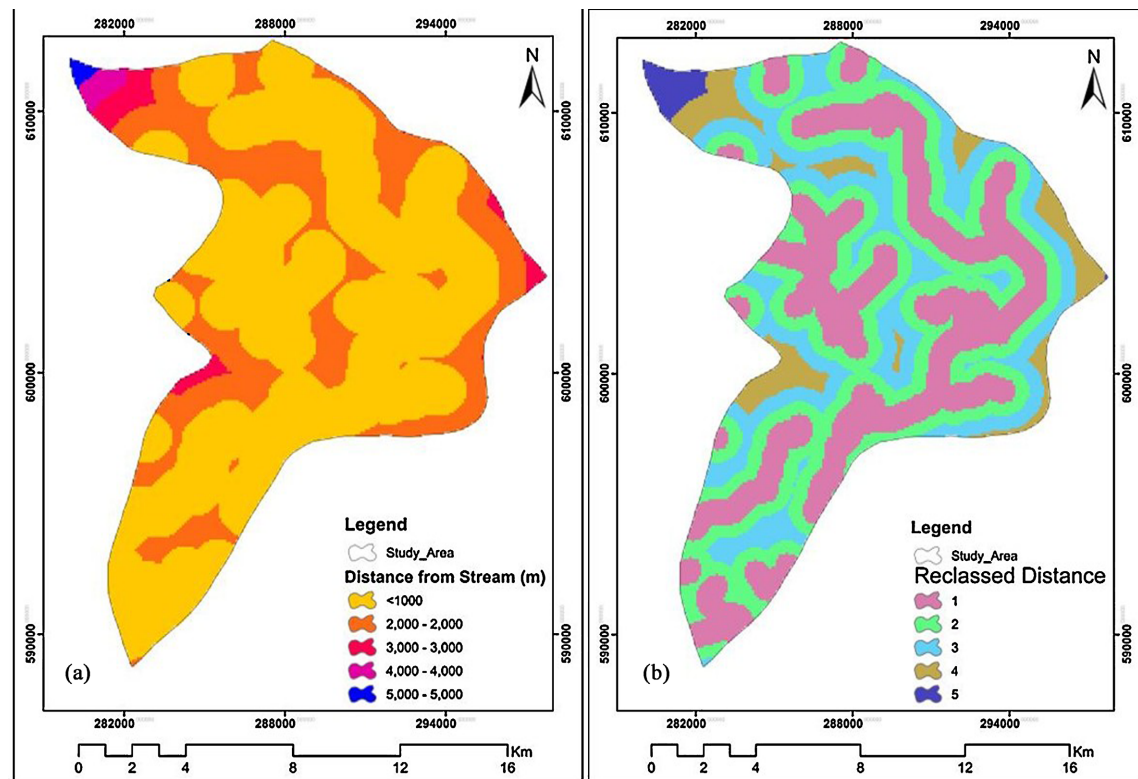 282000 288000 294000
N
610000 610000
600000 600000
590000 590000
Legend
Study_Area
Distance from Stream (m)
<1000
2,000 - 2,000
3,000 - 3,000
4,000 - 4,000
5,000 - 5,000
(a)
282000 288000 294000
0 2 4 8 12 16 Km
282000 288000 294000
N
610000 610000
600000 600000
590000 590000
Legend
Study_Area
Reclassed Distance
1
2
3
4
5
(b)
282000 288000 294000
0 2 4 8 12 16 Km